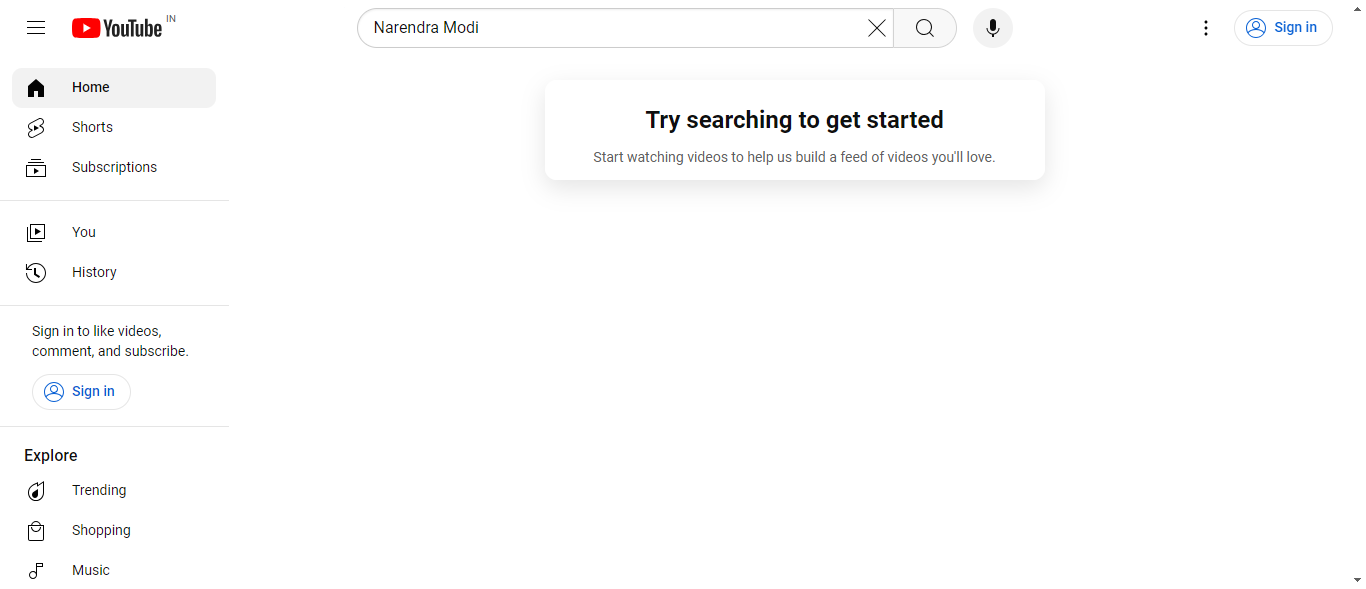 YouTube IN
Narendra Modi
Sign in
Home
Shorts
Subscriptions
You
History
Sign in to like videos,
comment, and subscribe.
Sign in
Explore
Trending
Shopping
Music
Try searching to get started
Start watching videos to help us build a feed of videos you'll love.